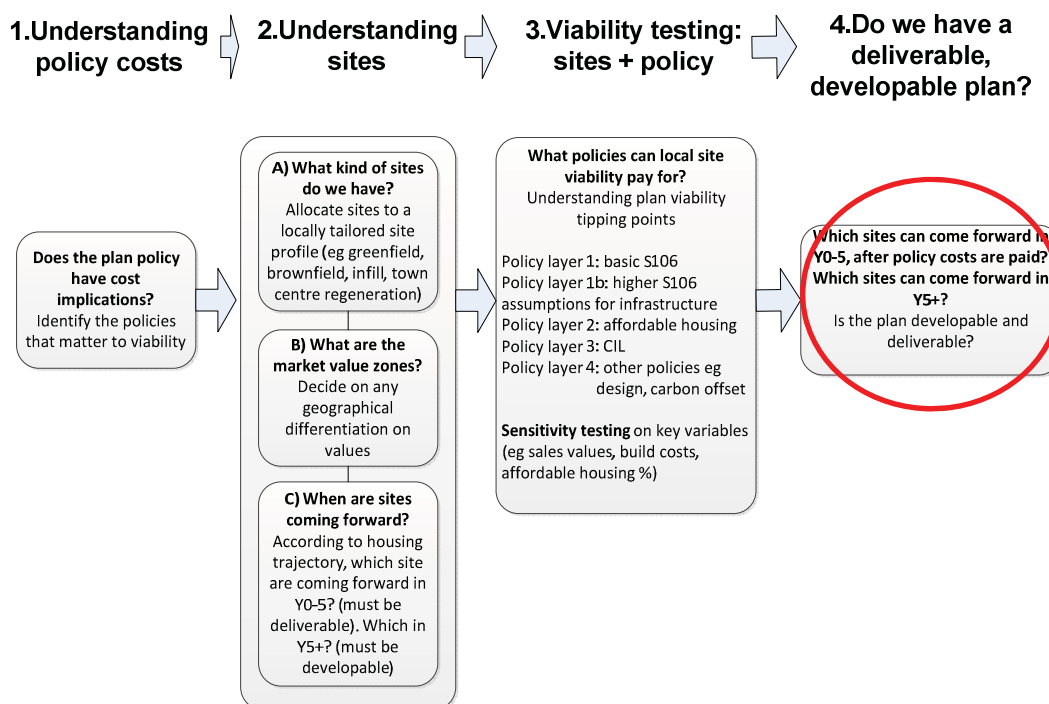 1.Understanding
policy costs
2.Understanding
sites
3.Viability testing:
sites + policy
4.Do we have a
deliverable,
developable plan?
Does the plan policy
have cost
implications?
Identify the policies
that matter to viability
A) What kind of sites
do we have?
Allocate sites to a
locally tailored site
profile (eg greenfield,
brownfield, infill, town
centre regeneration)
B) What are the
market value zones?
Decide on any
geographical
differentiation on
values
C) When are sites
coming forward?
According to housing
trajectory, which site
are coming forward in
Y0-5? (must be
deliverable). Which in
Y5+? (must be
developable)
What policies can local site
viability pay for?
Understanding plan viability
tipping points
Policy layer 1: basic S106
Policy layer 1b: higher S106
assumptions for infrastructure
Policy layer 2: affordable housing
Policy layer 3: CIL
Policy layer 4: other policies eg
design, carbon offset
Sensitivity testing on key variables
(eg sales values, build costs,
affordable housing %)
Which sites can come forward in
Y0-5, after policy costs are paid?
Which sites can come forward in
Y5+?
Is the plan developable and
deliverable?